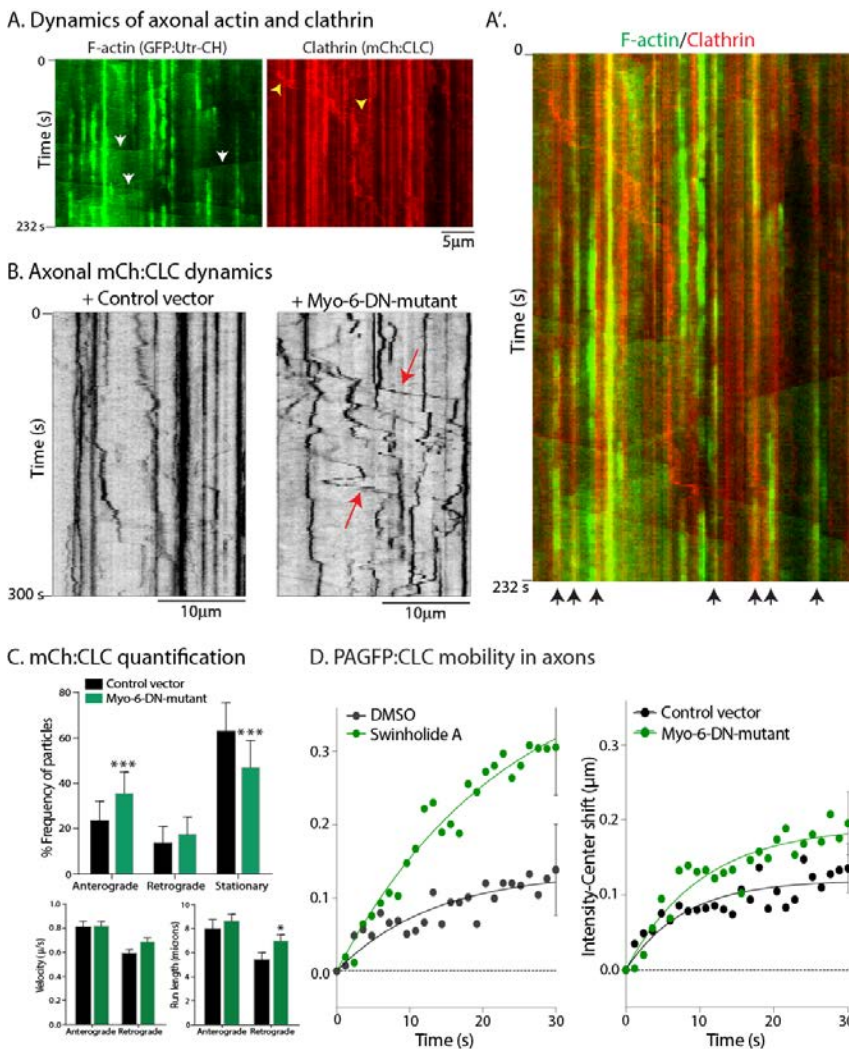 A. Dynamics of axonal actin and clathrin
F-actin (GFP:Utr-CH)
Clathrin (mCh:CLC)
0
Time (s)
232 s
5µm
A'.
F-actin/Clathrin
0
Time (s)
232 s
B. Axonal mCh:CLC dynamics
+ Control vector
+ Myo-6-DN-mutant
0
Time (s)
300 s
10µm
10µm
C. mCh:CLC quantification
Control vector
Myo-6-DN-mutant
% Frequency of particles
80
60
40
20
0
***
***
Anterograde
Retrograde
Stationary
Velocity (µ/s)
1.0
0.8
0.6
0.4
0.2
0.0
Anterograde Retrograde
Run length (microns)
10
8
6
4
2
0
*
Anterograde Retrograde
D. PAGFP:CLC mobility in axons
DMSO
Swinholide A
0.3
0.2
0.1
0.0
0
10
20
30
Time (s)
Control vector
Myo-6-DN-mutant
Intensity-Center shift (µm)
0.3
0.2
0.1
0.0
0
10
20
30
Time (s)